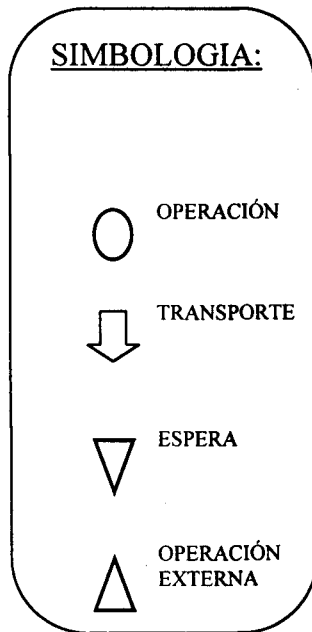 SIMBOLOGIA:
OPERACIÓN
TRANSPORTE
ESPERA
OPERACIÓN
EXTERNA